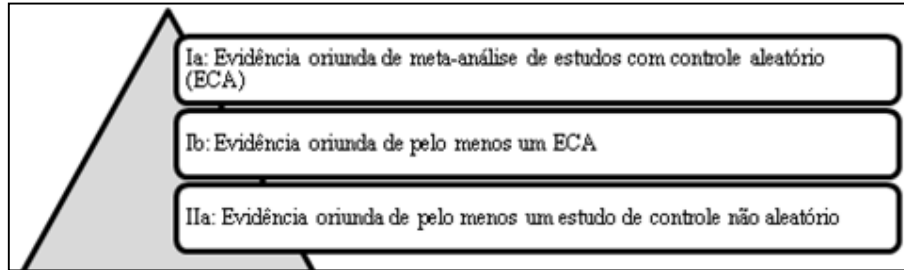 Ia: Evidência oriunda de meta-análise de estudos com controle aleatório
(ECA)
Ib: Evidência oriunda de pelo menos um ECA
IIa: Evidência oriunda de pelo menos um estudo de controle não aleatório